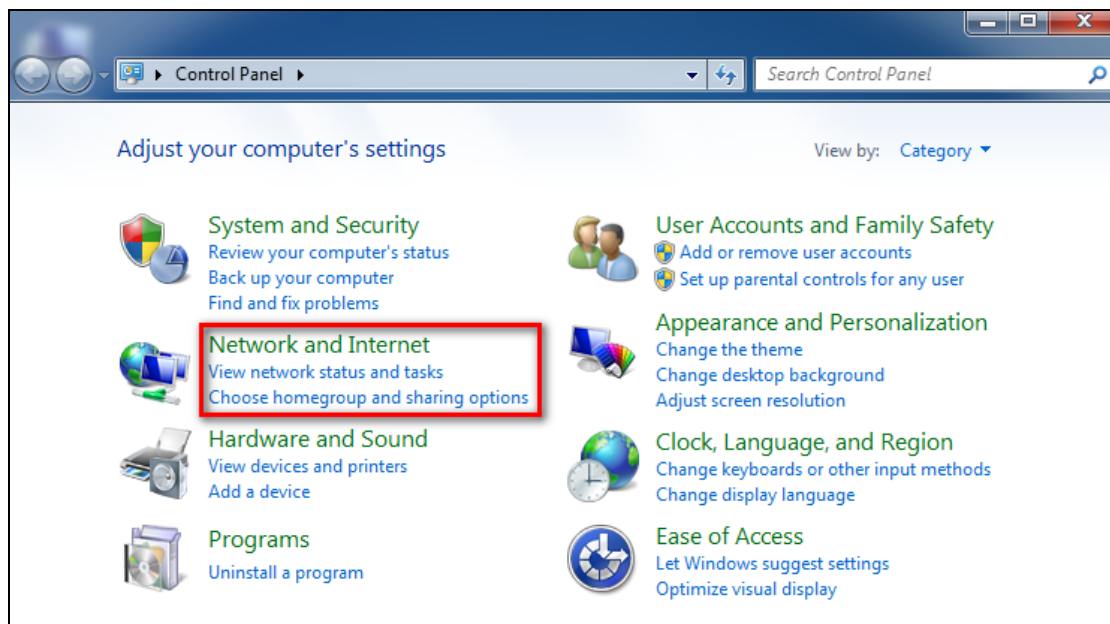 Control Panel
Search Control Panel
Adjust your computer's settings
View by: Category
System and Security
Review your computer's status
Back up your computer
Find and fix problems
Network and Internet
View network status and tasks
Choose homegroup and sharing options
Hardware and Sound
View devices and printers
Add a device
Programs
Uninstall a program
User Accounts and Family Safety
Add or remove user accounts
Set up parental controls for any user
Appearance and Personalization
Change the theme
Change desktop background
Adjust screen resolution
Clock, Language, and Region
Change keyboards or other input methods
Change display language
Ease of Access
Let Windows suggest settings
Optimize visual display